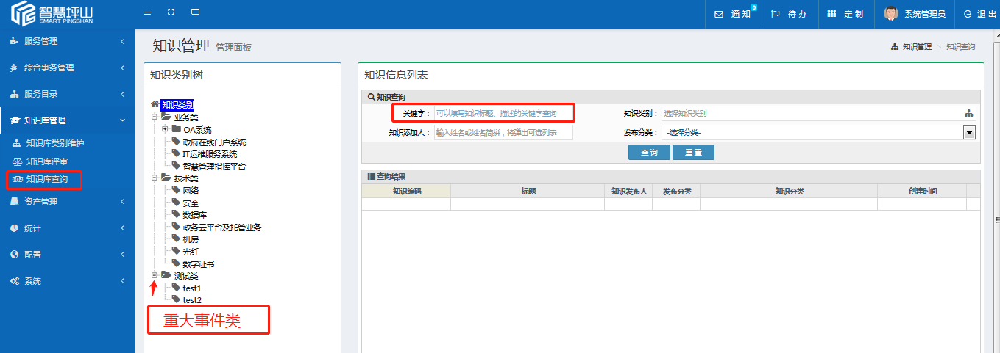 智慧坪山
SMART PINGSHAN
通知 0
待办
定制
系统管理员
退出
服务管理
综合事务管理
服务目录
知识库管理
知识库类别维护
知识库评审
知识库查询
资产管理
统计
配置
系统
知识管理 管理面板
知识管理 > 知识查询
知识类别树
知识类别
业务类
OA系统
政府在线门户系统
IT运维服务系统
智慧管理指挥平台
技术类
网络
安全
数据库
政务云平台及托管业务
机房
光纤
数字证书
测试类
test1
test2
重大事件类
知识信息列表
知识查询
关键字： 可以填写知识标题、描述的关键字查询
知识类别： 选择知识类别
知识添加人： 输入姓名或姓名简拼，将弹出可选列表
发布分类： -选择分类-
查询 重置
查询结果
知识编码 标题 知识发布人 发布分类 知识分类 创建时间